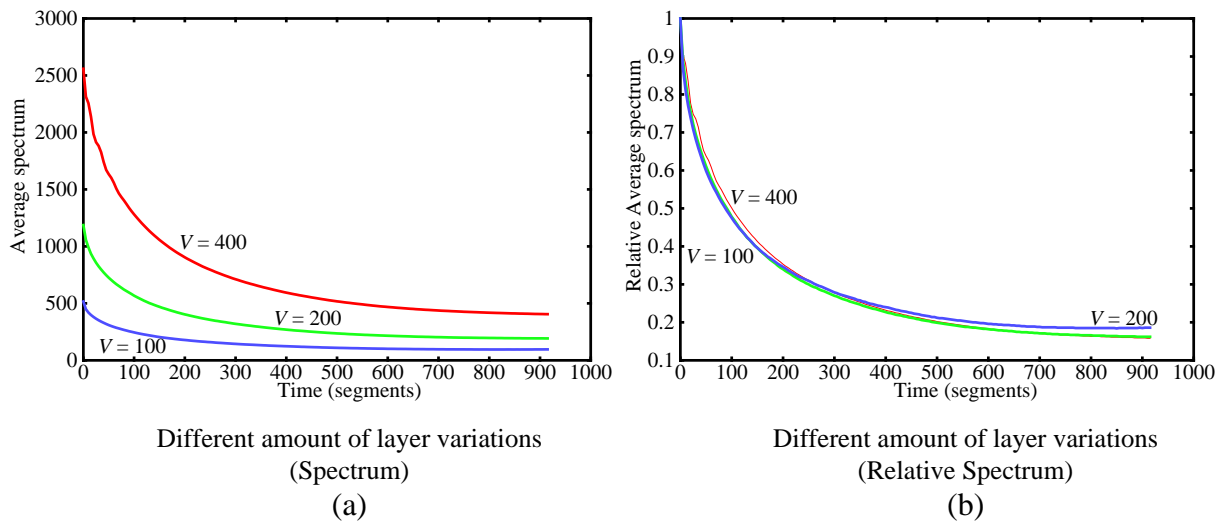 3000
2500
2000
1500
1000
500
0
Average spectrum
V = 400
V = 200
V = 100
0 100 200 300 400 500 600 700 800 900 1000
Time (segments)
Different amount of layer variations
(Spectrum)
(a)
1
0.9
0.8
0.7
0.6
0.5
0.4
0.3
0.2
0.1
Relative Average spectrum
V = 400
V = 100
V = 200
0 100 200 300 400 500 600 700 800 900 1000
Time (segments)
Different amount of layer variations
(Relative Spectrum)
(b)